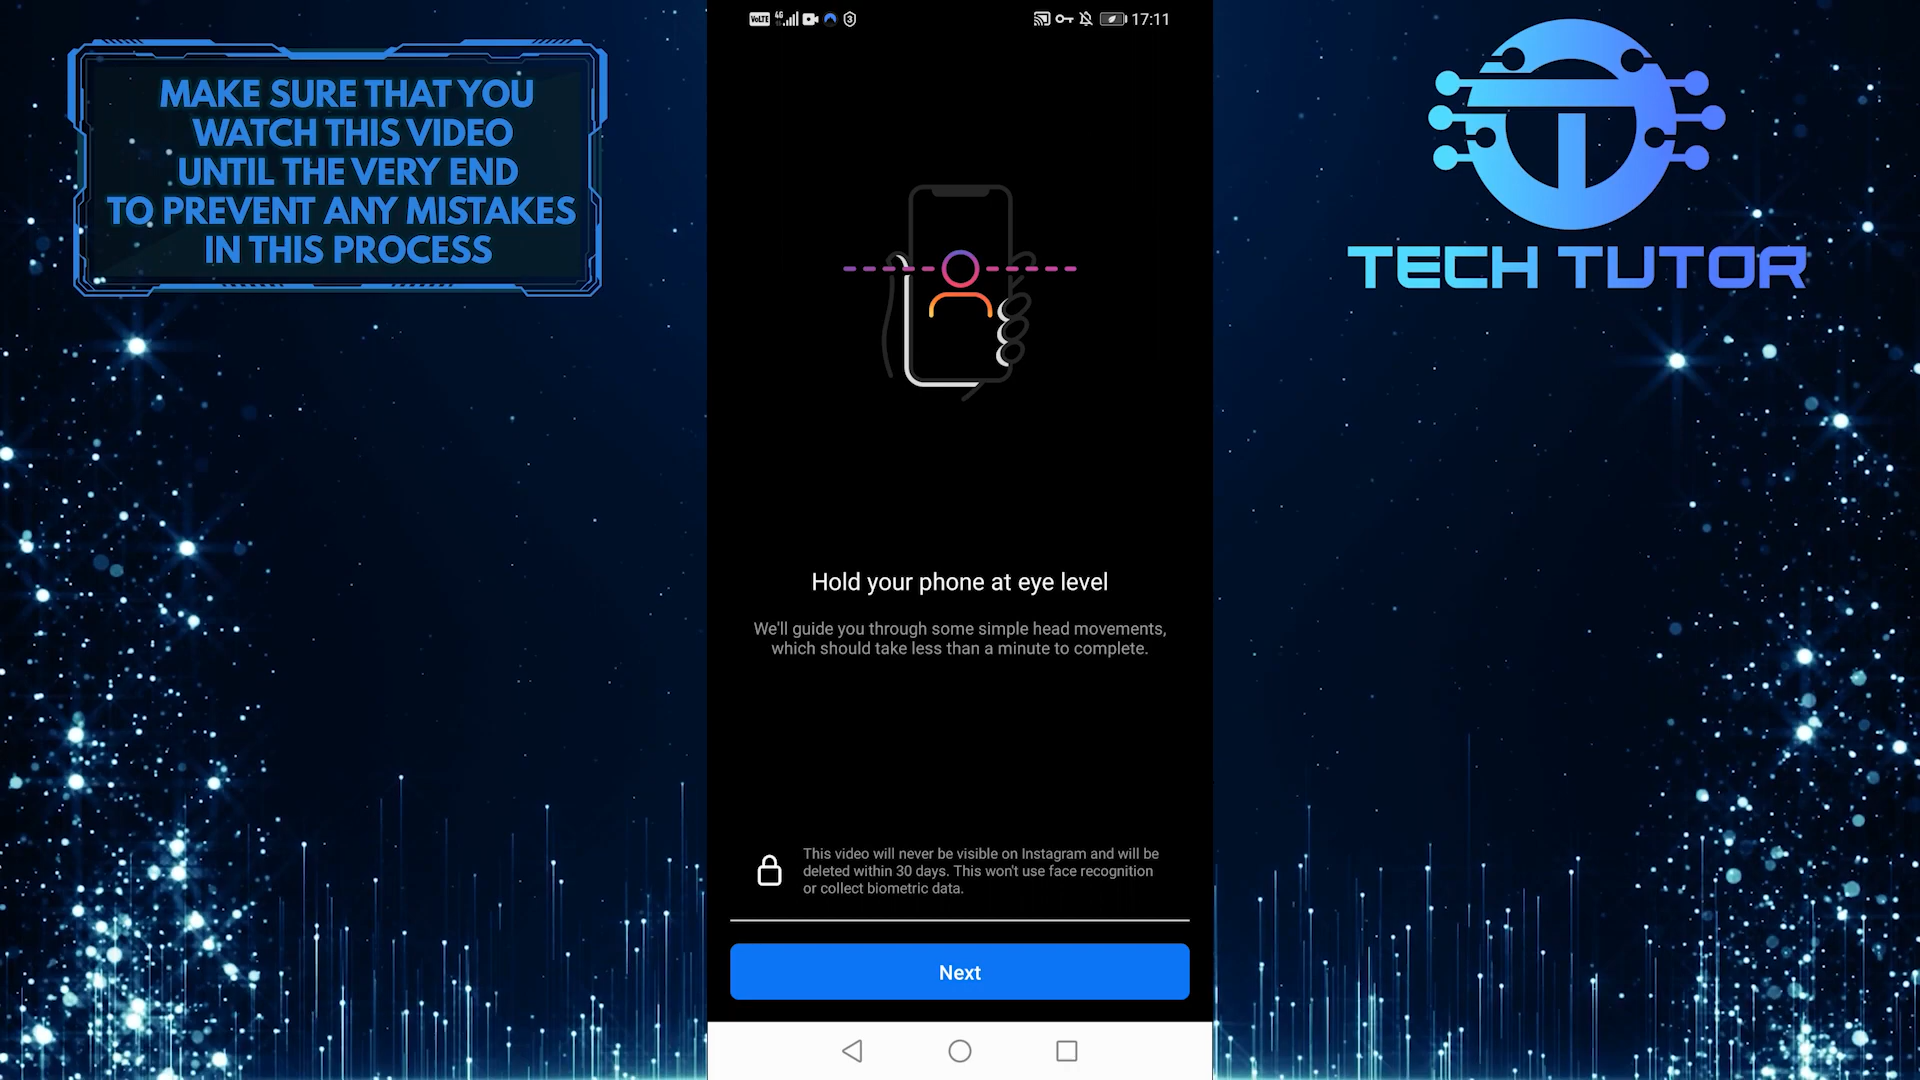 MAKE SURE THAT YOU
WATCH THIS VIDEO
UNTIL THE VERY END
TO PREVENT ANY MISTAKES
IN THIS PROCESS
VoLTE 4G
17:11
TECH TUTOR
Hold your phone at eye level
We'll guide you through some simple head movements,
which should take less than a minute to complete.
This video will never be visible on Instagram and will be
deleted within 30 days. This won't use face recognition
or collect biometric data.
Next